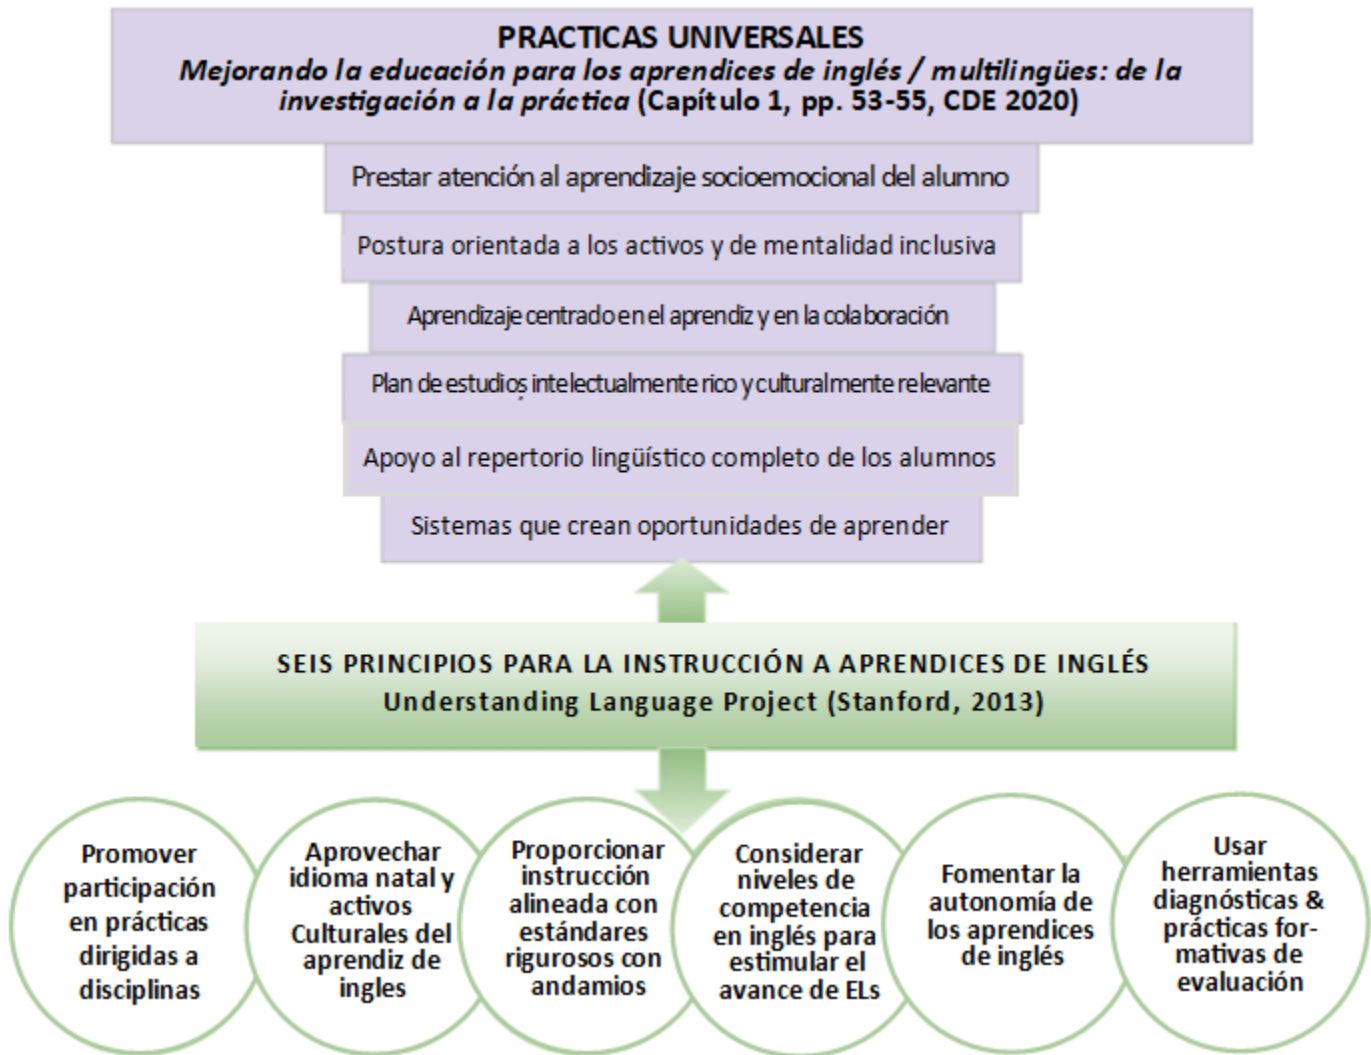 PRACTICAS UNIVERSALES
Mejorando la educación para los aprendices de inglés / multilingües: de la
investigación a la práctica (Capítulo 1, pp. 53-55, CDE 2020)
Prestar atención al aprendizaje socioemocional del alumno
Postura orientada a los activos y de mentalidad inclusiva
Aprendizaje centrado en el aprendiz y en la colaboración
Plan de estudios intelectualmente rico y culturalmente relevante
Apoyo al repertorio lingüístico completo de los alumnos
Sistemas que crean oportunidades de aprender
SEIS PRINCIPIOS PARA LA INSTRUCCIÓN A APRENDICES DE INGLÉS
Understanding Language Project (Stanford, 2013)
Promover
participación
en prácticas
dirigidas a
disciplinas
Aprovechar
idioma natal y
activos
Culturales del
aprendiz de
ingles
Proporcionar
instrucción
alineada con
estándares
rigurosos con
andamios
Considerar
niveles de
competencia
en inglés para
estimular el
avance de ELs
Fomentar la
autonomía de
los aprendices
de inglés
Usar
herramientas
diagnósticas &
prácticas for-
mativas de
evaluación